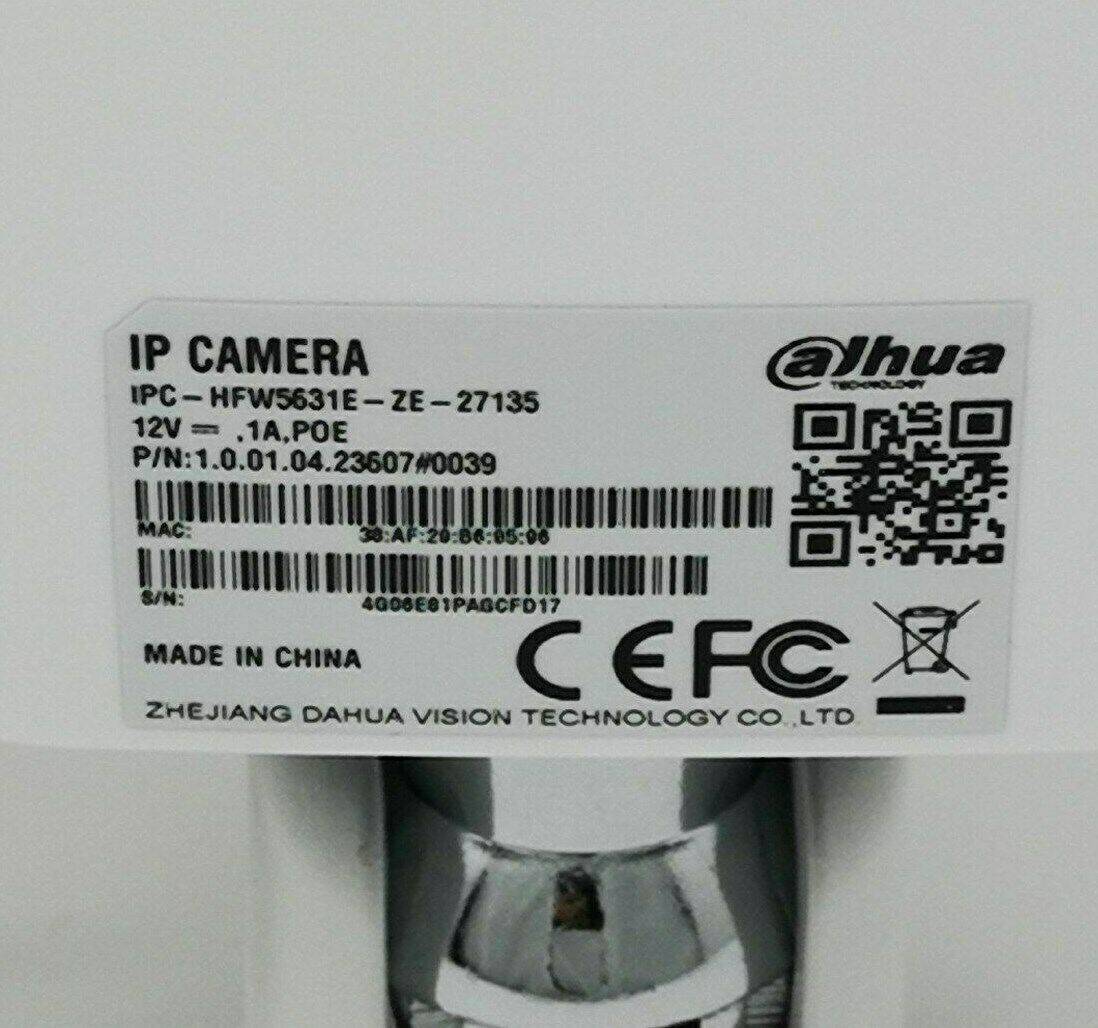 IP CAMERA
alhua
TECHNOLOGY
IPC-HFW5631E-ZE-27135
12V ⎓ .1A,POE
P/N:1.0.01.04.23607#0039
MAC:
S/N:
MADE IN CHINA
CE FC
ZHEJIANG DAHUA VISION TECHNOLOGY CO.,LTD